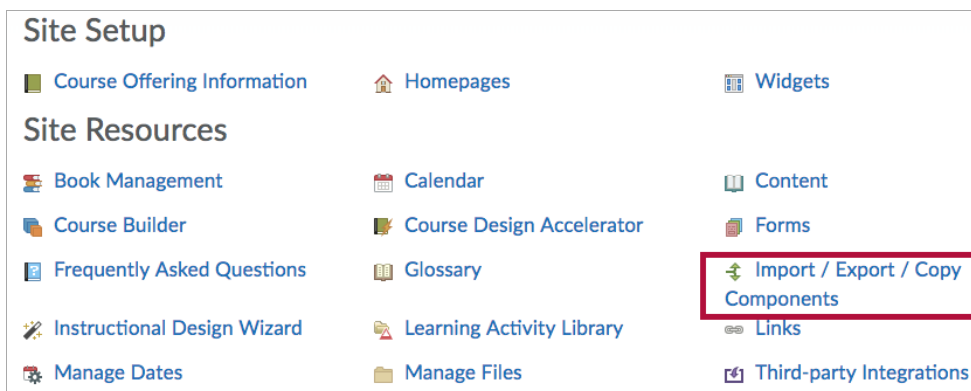 Site Setup
Course Offering Information
Homepages
Widgets
Site Resources
Book Management
Calendar
Content
Course Builder
Course Design Accelerator
Forms
Frequently Asked Questions
Glossary
Import / Export / Copy
Components
Instructional Design Wizard
Learning Activity Library
Links
Manage Dates
Manage Files
Third-party Integrations